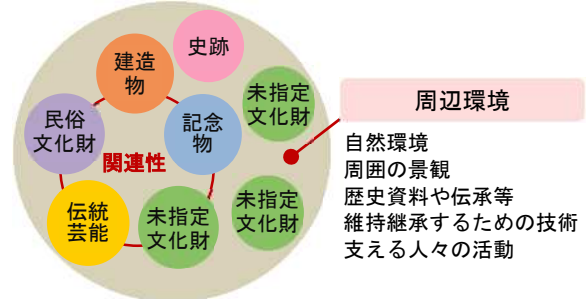 史跡
建造
物
未指定
文化財
民俗
文化財
記念
物
関連性
伝統
芸能
未指定
文化財
未指定
文化財
周辺環境
自然環境
周囲の景観
歴史資料や伝承等
維持継承するための技術
支える人々の活動